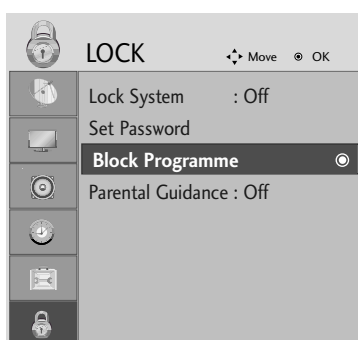 LOCK Move OK
Lock System : Off
Set Password
Block Programme
Parental Guidance : Off